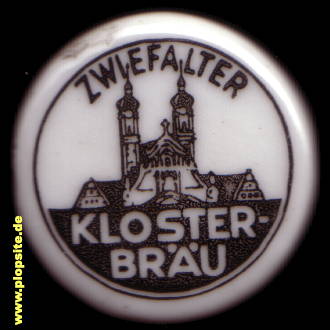 ZWIEFALTER
KLOSTER-
BRÄU
www.plopsite.de